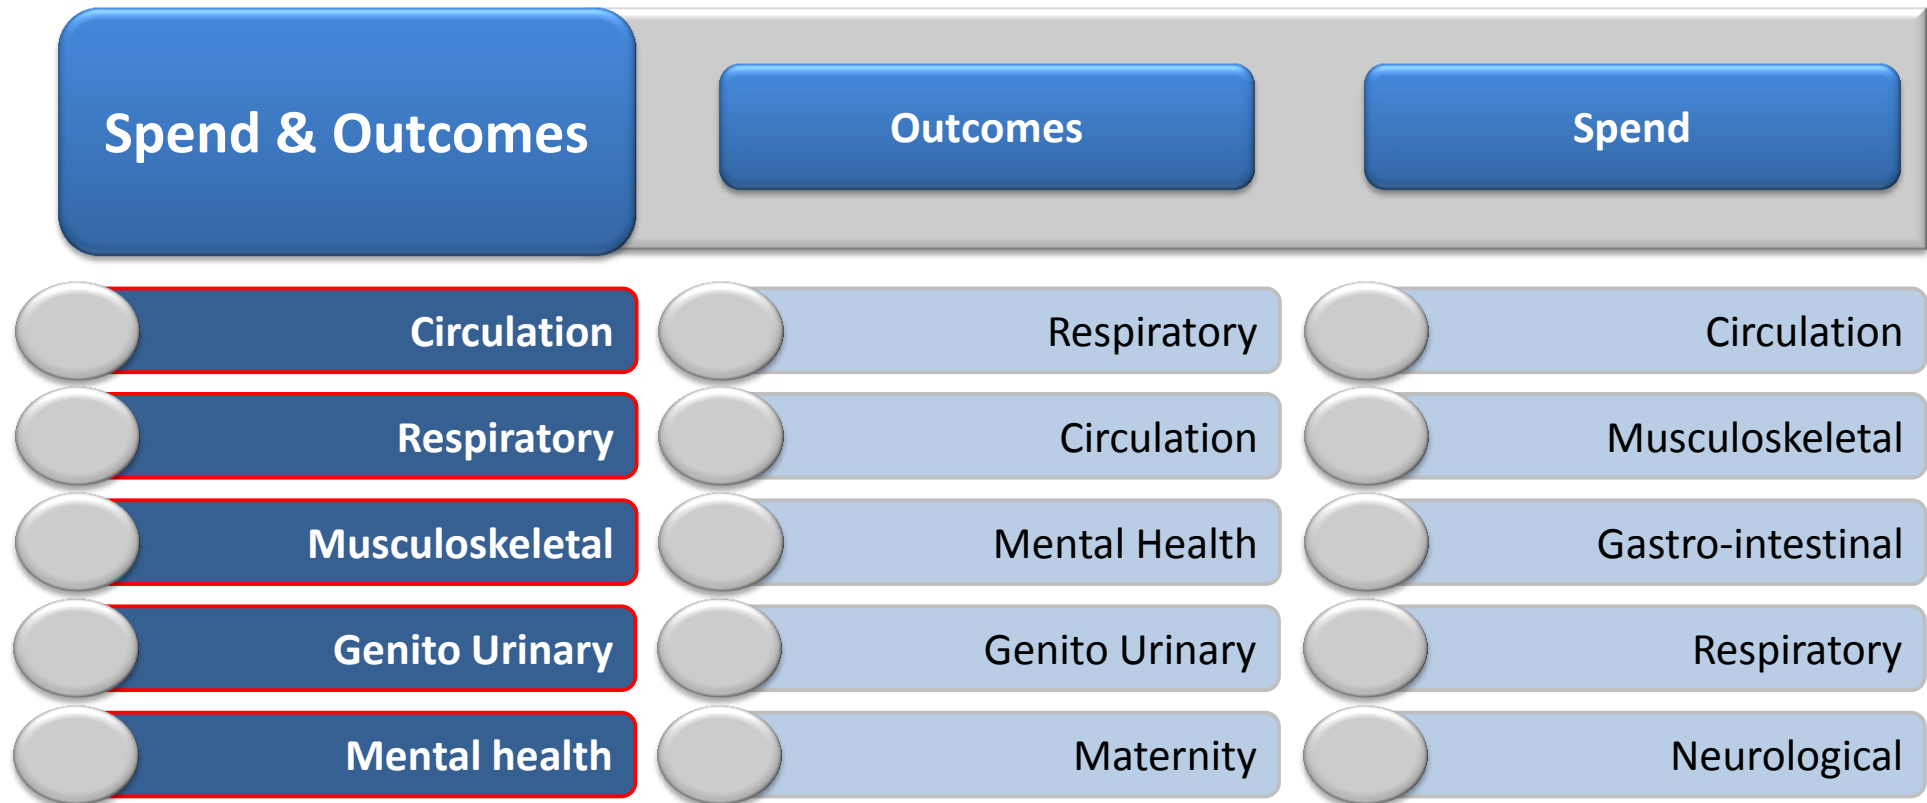 Spend & Outcomes
Outcomes
Spend
Circulation
Respiratory
Circulation
Respiratory
Circulation
Musculoskeletal
Musculoskeletal
Mental Health
Gastro-intestinal
Genito Urinary
Genito Urinary
Respiratory
Mental health
Maternity
Neurological